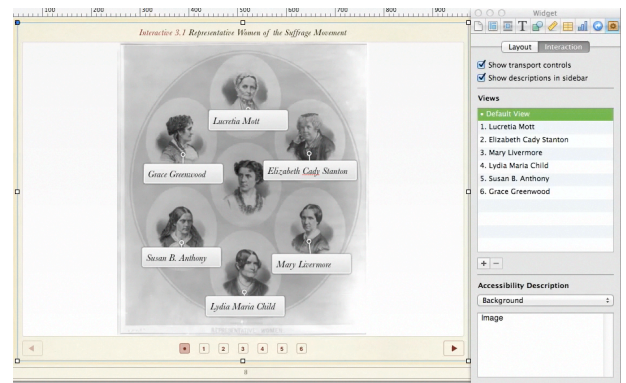 100 200 300 400 500 600 700 800 900
Interactive 3.1 Representative Women of the Suffrage Movement
Lucretia Mott
Grace Greenwood
Elizabeth Cady Stanton
Susan B. Anthony
Mary Livermore
Lydia Maria Child
1 2 3 4 5 6
8
Widget
T
Layout Interaction
Show transport controls
Show descriptions in sidebar
Views
• Default View
1. Lucretia Mott
2. Elizabeth Cady Stanton
3. Mary Livermore
4. Lydia Maria Child
5. Susan B. Anthony
6. Grace Greenwood
+ −
Accessibility Description
Background
Image